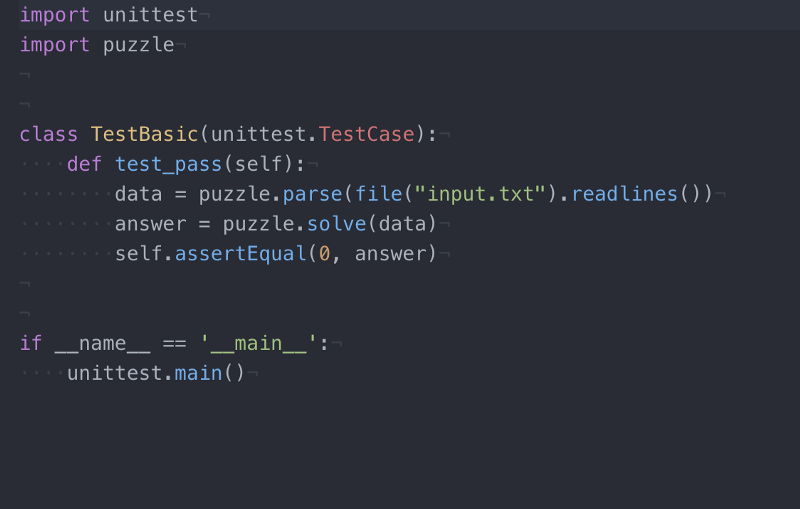 import unittest
import puzzle
class TestBasic(unittest.TestCase):
    def test_pass(self):
        data = puzzle.parse(file("input.txt").readlines())
        answer = puzzle.solve(data)
        self.assertEqual(0, answer)
if __name__ == '__main__':
    unittest.main()